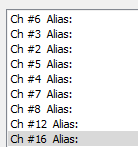 Ch #6 Alias:
Ch #3 Alias:
Ch #2 Alias:
Ch #5 Alias:
Ch #4 Alias:
Ch #7 Alias:
Ch #8 Alias:
Ch #12 Alias:
Ch #16 Alias: